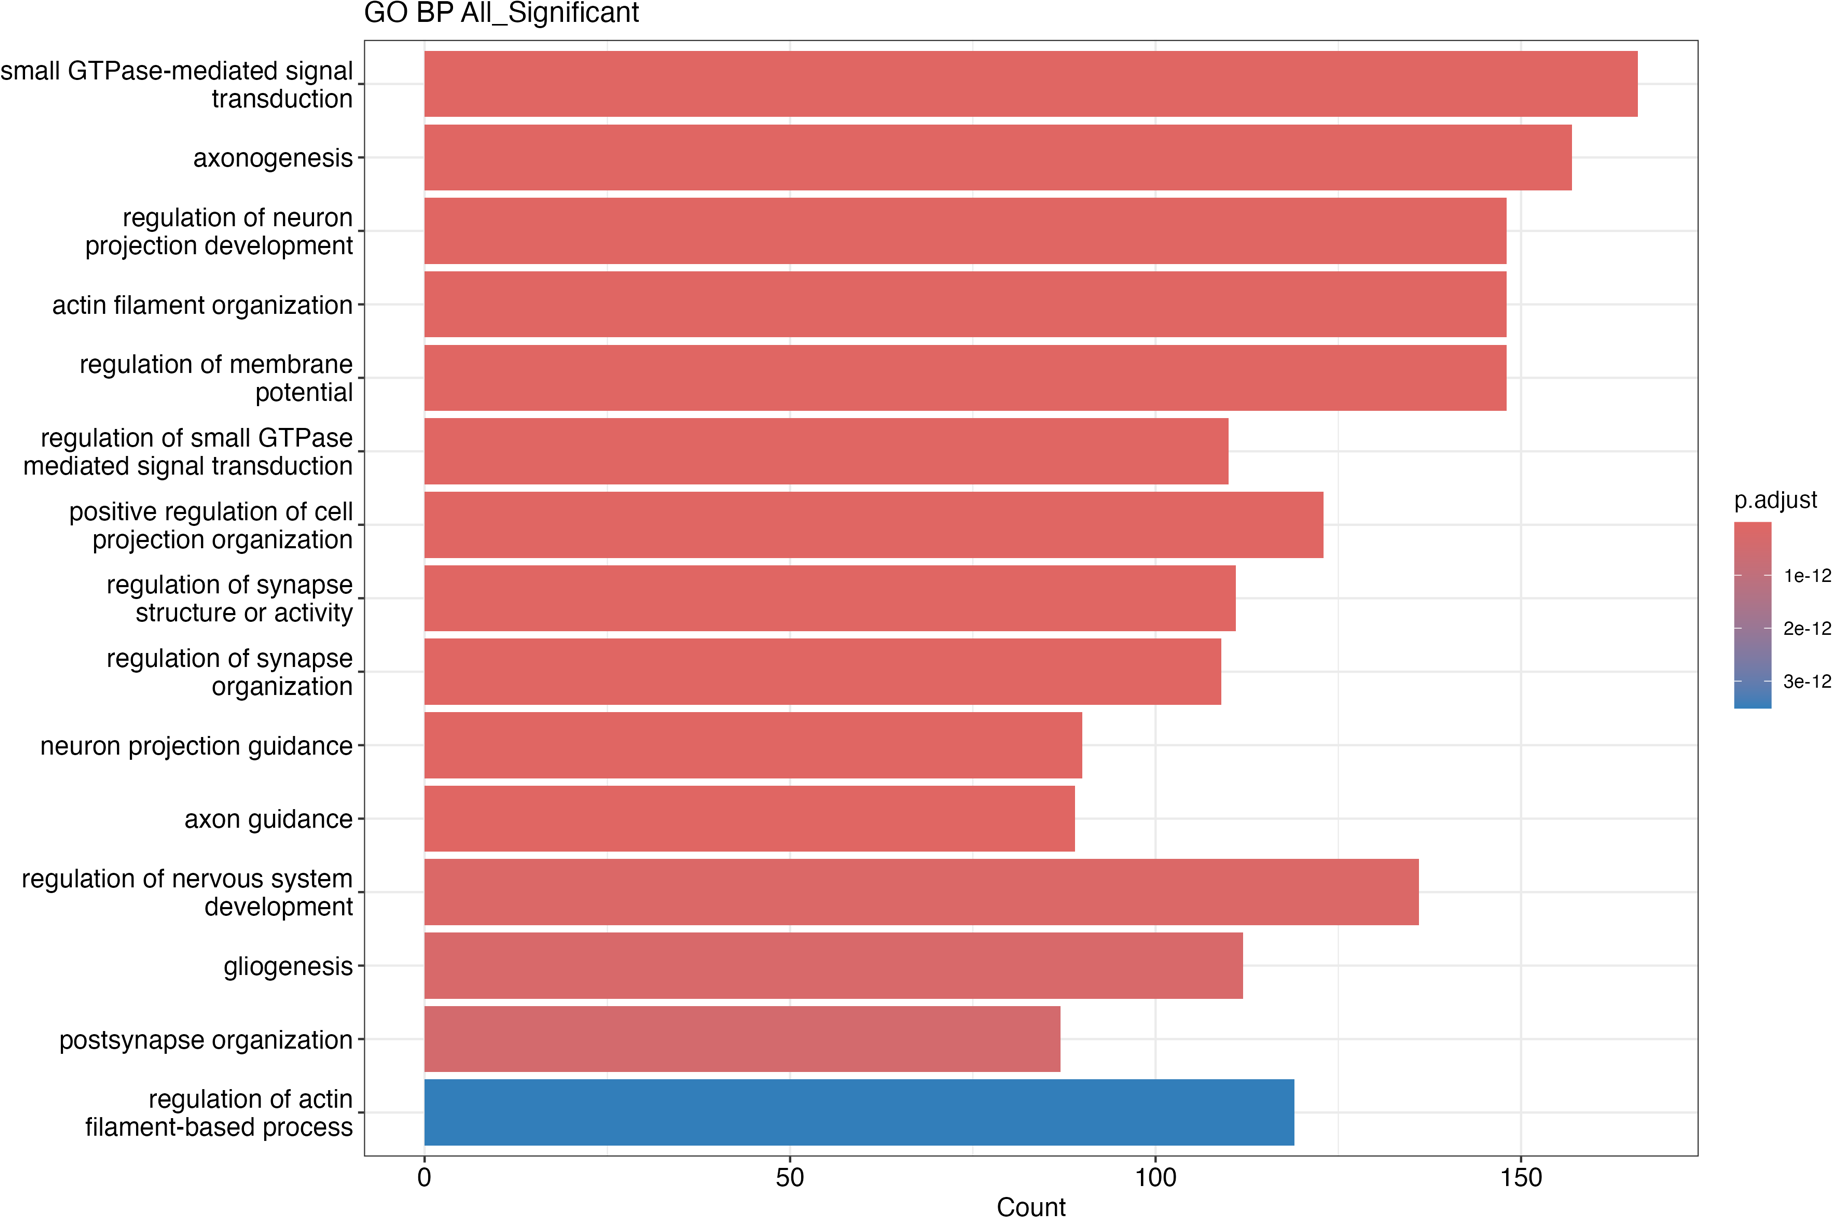 GO BP All_Significant
small GTPase-mediated signal
transduction
axonogenesis
regulation of neuron
projection development
actin filament organization
regulation of membrane
potential
regulation of small GTPase
mediated signal transduction
positive regulation of cell
projection organization
regulation of synapse
structure or activity
regulation of synapse
organization
neuron projection guidance
axon guidance
regulation of nervous system
development
gliogenesis
postsynapse organization
regulation of actin
filament-based process
0 50 100 150
Count
p.adjust
1e-12
2e-12
3e-12